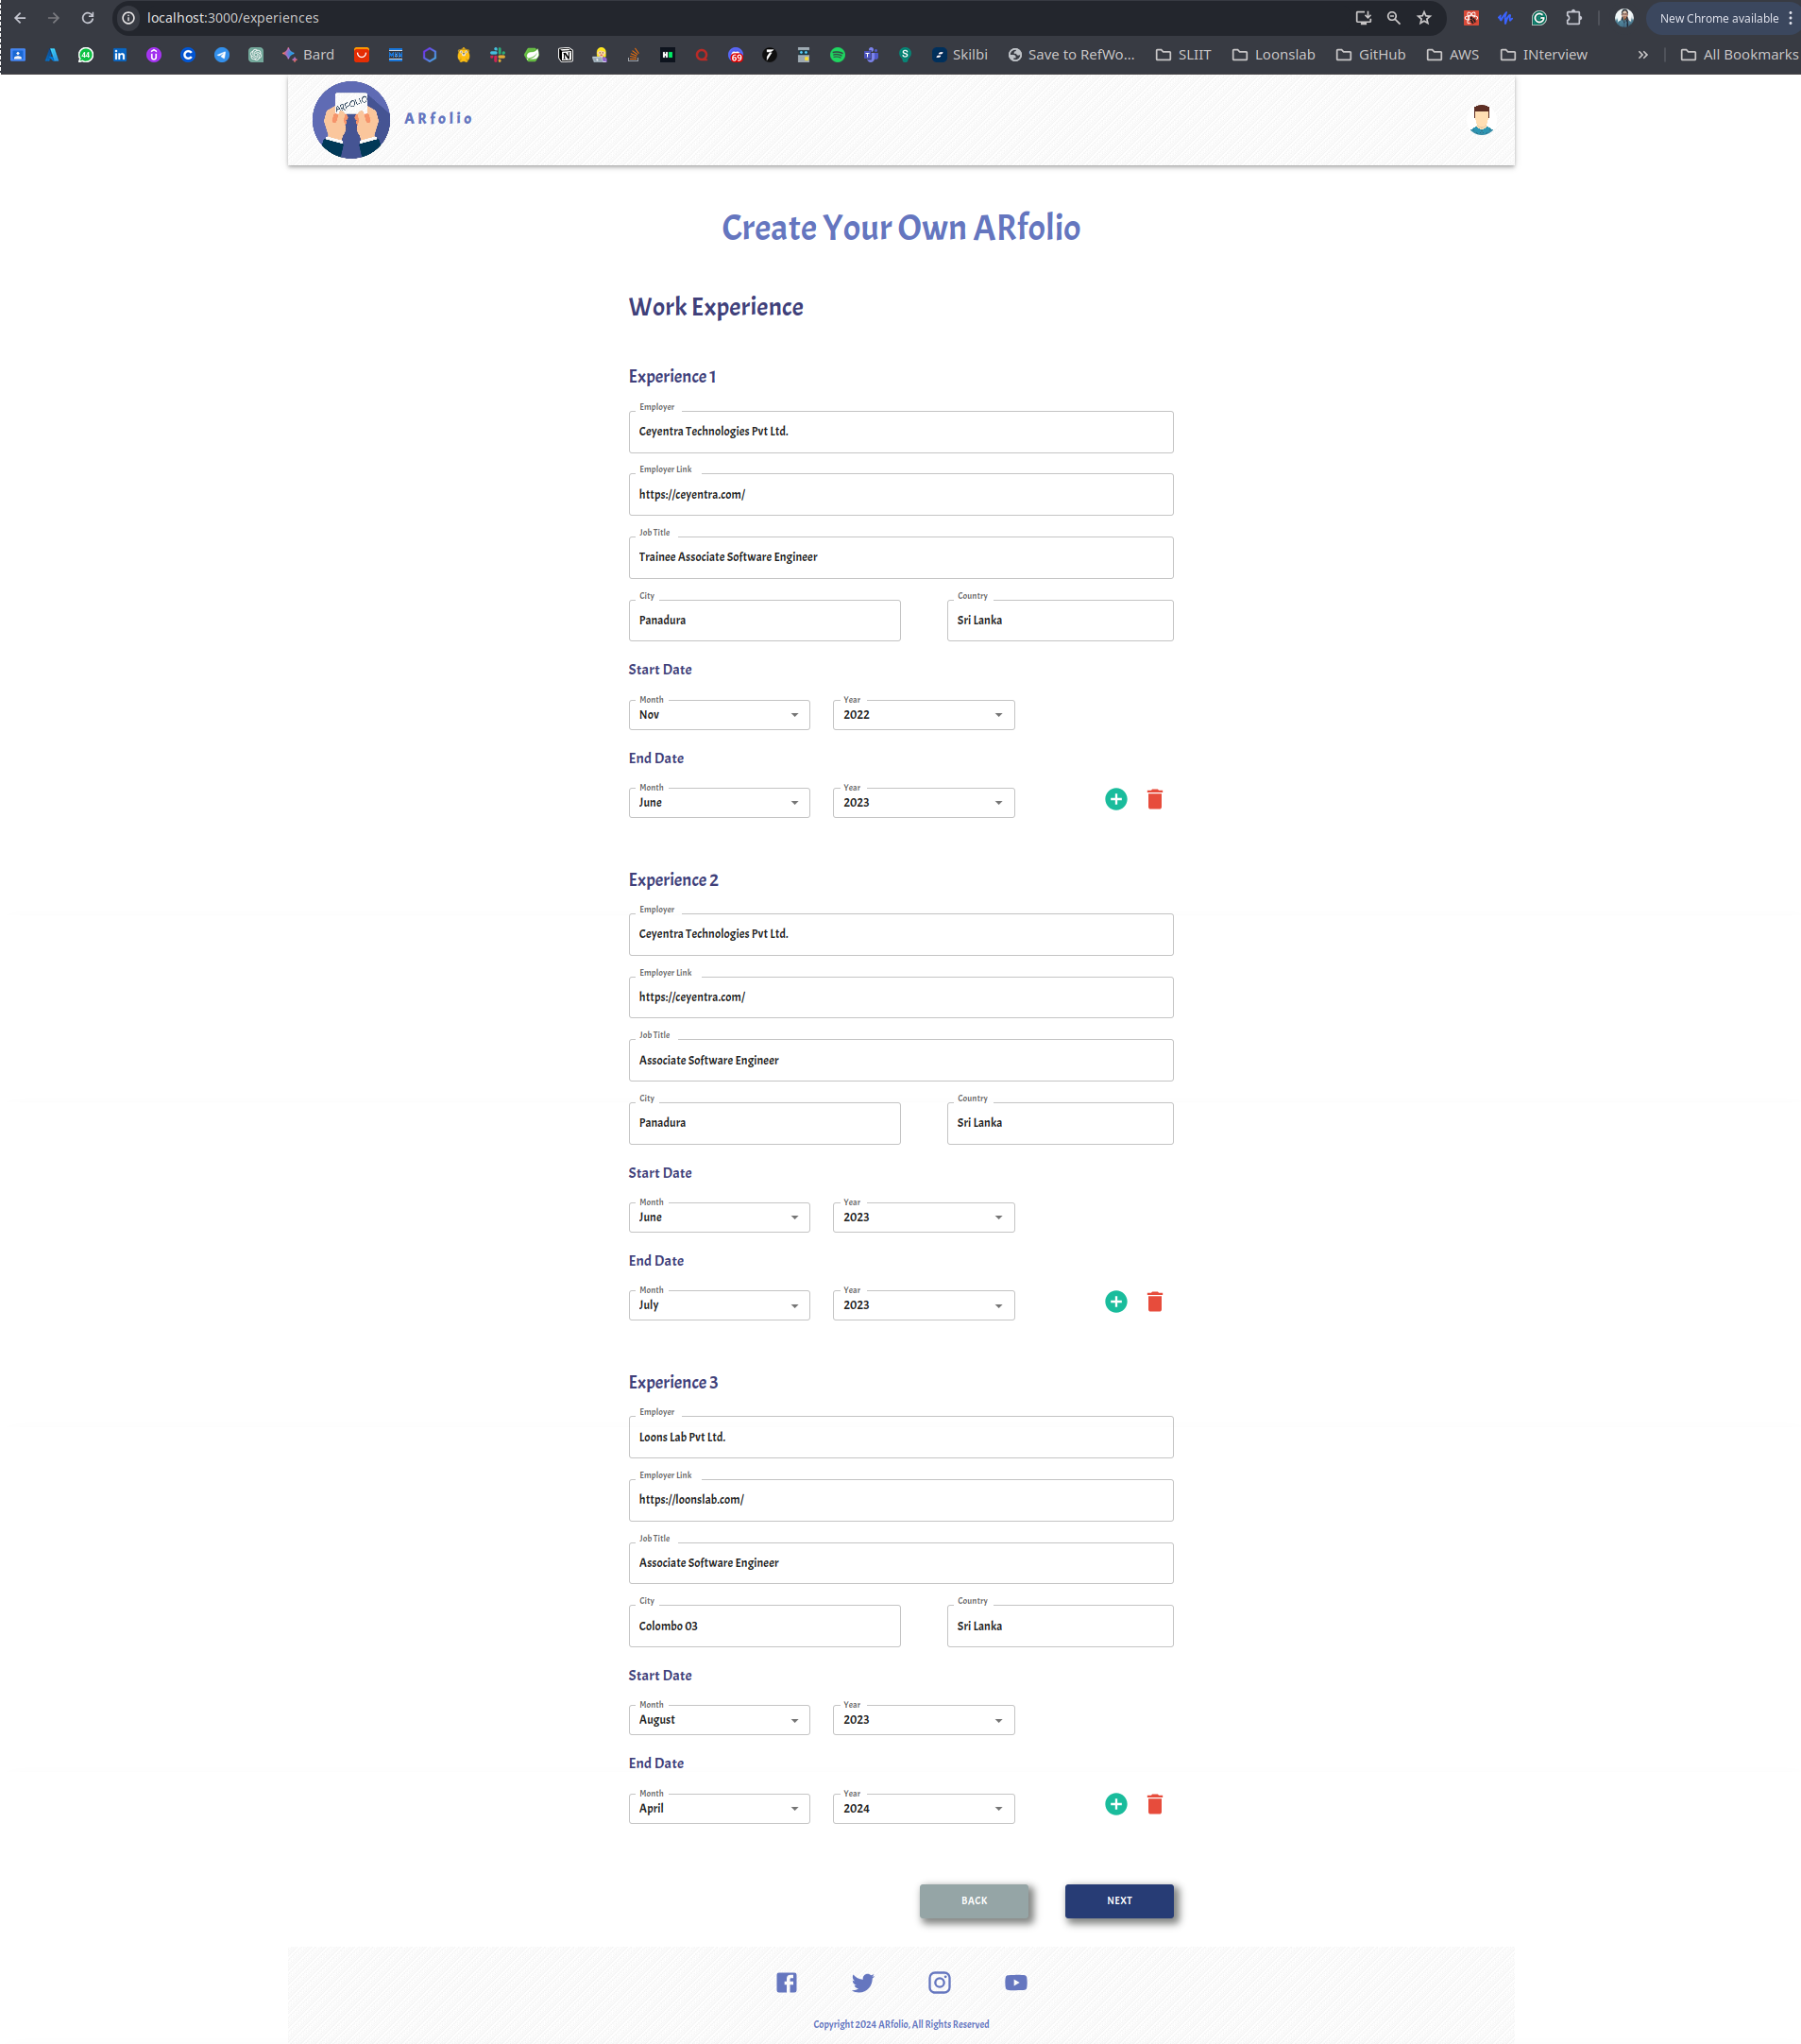 localhost:3000/experiences
New Chrome available
44
Bard
69
Skilbi
Save to RefWo...
SLIIT
Loonslab
GitHub
AWS
INterview
»
All Bookmarks
ARFOLIO
ARfolio
Create Your Own ARfolio
Work Experience
Experience 1
Employer
Ceyentra Technologies Pvt Ltd.
Employer Link
https://ceyentra.com/
Job Title
Trainee Associate Software Engineer
City
Country
Panadura
Sri Lanka
Start Date
Month
Year
Nov
2022
End Date
Month
Year
June
2023
Experience 2
Employer
Ceyentra Technologies Pvt Ltd.
Employer Link
https://ceyentra.com/
Job Title
Associate Software Engineer
City
Country
Panadura
Sri Lanka
Start Date
Month
Year
June
2023
End Date
Month
Year
July
2023
Experience 3
Employer
Loons Lab Pvt Ltd.
Employer Link
https://loonslab.com/
Job Title
Associate Software Engineer
City
Country
Colombo 03
Sri Lanka
Start Date
Month
Year
August
2023
End Date
Month
Year
April
2024
BACK
NEXT
Copyright 2024 ARfolio, All Rights Reserved